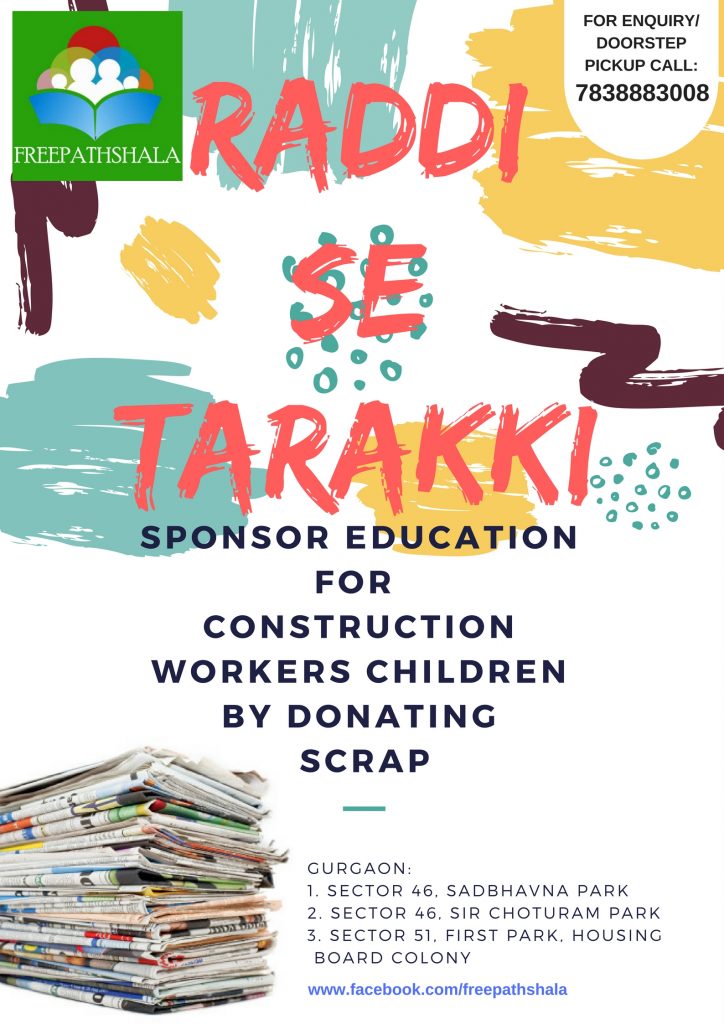 FREEPATHSHALA
FOR ENQUIRY/
DOORSTEP
PICKUP CALL:
7838883008
RADDI
SE
TARAKKI
SPONSOR EDUCATION
FOR
CONSTRUCTION
WORKERS CHILDREN
BY DONATING
SCRAP
GURGAON:
1. SECTOR 46, SADBHAVNA PARK
2. SECTOR 46, SIR CHOTURAM PARK
3. SECTOR 51, FIRST PARK, HOUSING
BOARD COLONY
www.facebook.com/freepathshala